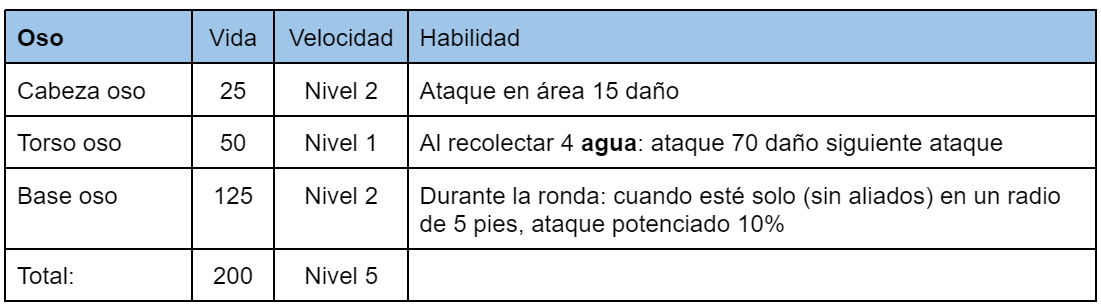 Oso Vida Velocidad Habilidad
Cabeza oso 25 Nivel 2 Ataque en área 15 daño
Torso oso 50 Nivel 1 Al recolectar 4 agua: ataque 70 daño siguiente ataque
Base oso 125 Nivel 2 Durante la ronda: cuando esté solo (sin aliados) en un radio
de 5 pies, ataque potenciado 10%
Total: 200 Nivel 5